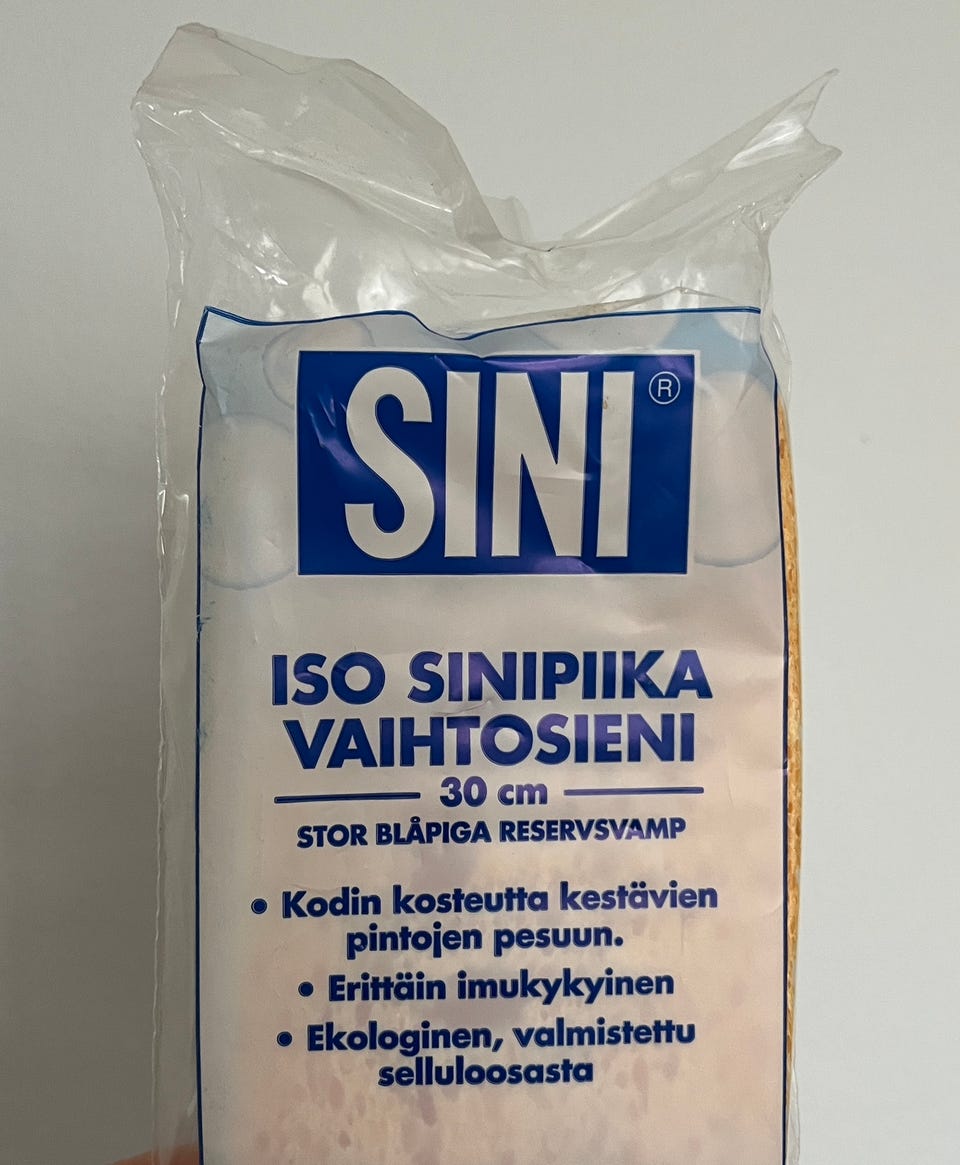 SINI®
ISO SINIPIIKA
VAIHTOSIENI
30 cm
STOR BLÅPIGA RESERVSVAMP
• Kodin kosteutta kestävien
pintojen pesuun.
• Erittäin imukykyinen
• Ekologinen, valmistettu
selluloosasta